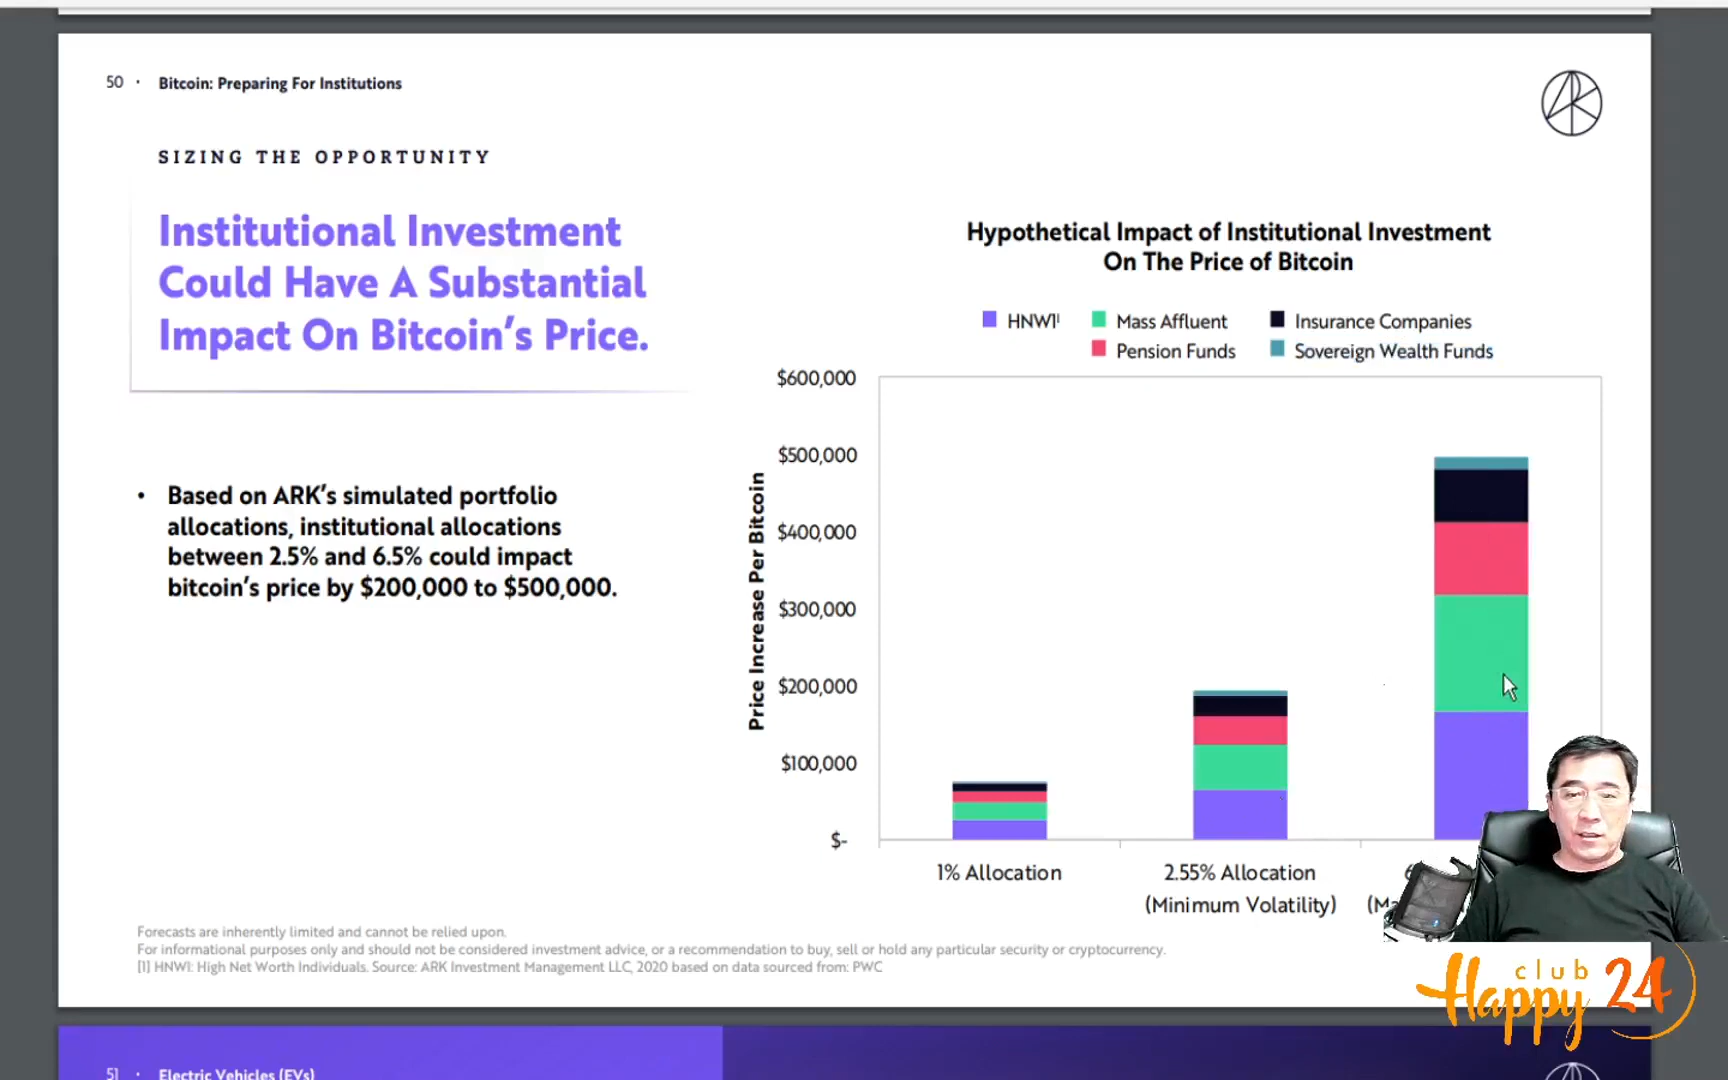 50 · Bitcoin: Preparing For Institutions
SIZING THE OPPORTUNITY
Institutional Investment
Could Have A Substantial
Impact On Bitcoin's Price.
• Based on ARK's simulated portfolio
allocations, institutional allocations
between 2.5% and 6.5% could impact
bitcoin's price by $200,000 to $500,000.
Hypothetical Impact of Institutional Investment
On The Price of Bitcoin
HNWI¹ Mass Affluent Insurance Companies
Pension Funds Sovereign Wealth Funds
Price Increase Per Bitcoin
$600,000
$500,000
$400,000
$300,000
$200,000
$100,000
$-
1% Allocation
2.55% Allocation
(Minimum Volatility)
Forecasts are inherently limited and cannot be relied upon.
For informational purposes only and should not be considered investment advice, or a recommendation to buy, sell or hold any particular security or cryptocurrency.
[1] HNWI: High Net Worth Individuals. Source: ARK Investment Management LLC, 2020 based on data sourced from: PWC
club
Happy 24
51 · Electric Vehicles (EVs)